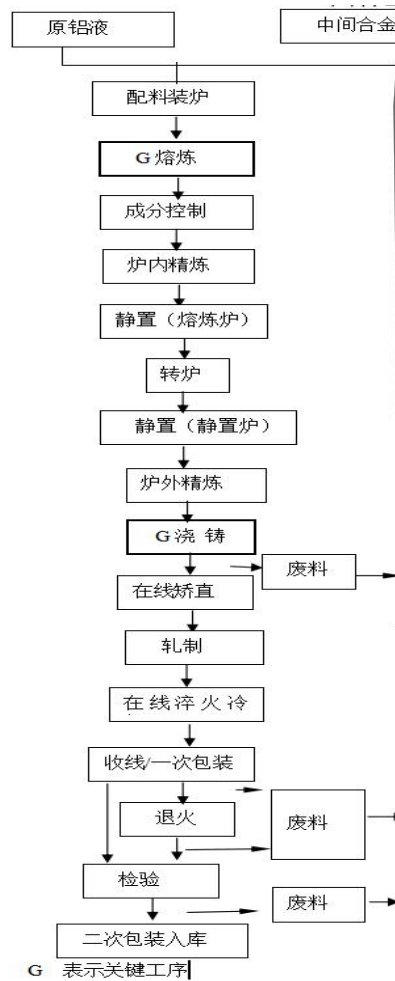 原铝液
中间合金
配料装炉
G 熔炼
成分控制
炉内精炼
静置（熔炼炉）
转炉
静置（静置炉）
炉外精炼
G 浇 铸
废料
在线矫直
轧制
在线淬火冷
收线/一次包装
退火
废料
检验
废料
二次包装入库
G 表示关键工序